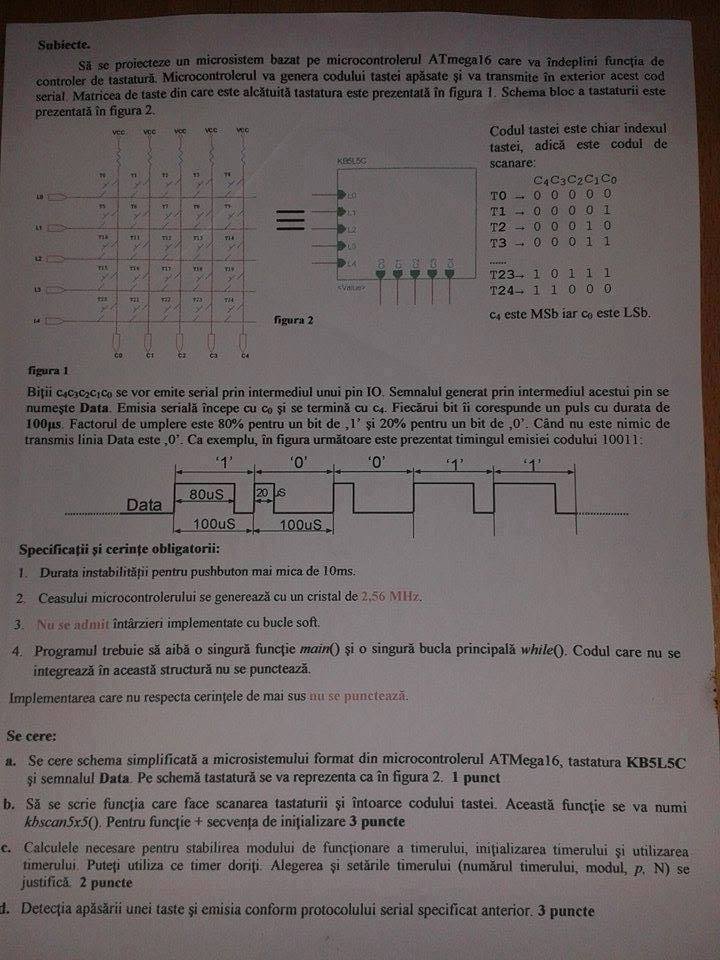 Subiecte.
Să se proiecteze un microsistem bazat pe microcontrolerul ATmega16 care va îndeplini funcția de
controler de tastatură. Microcontrolerul va genera codului tastei apăsate și va transmite în exterior acest cod
serial. Matricea de taste din care este alcătuită tastatura este prezentată în figura 1. Schema bloc a tastaturii este
prezentată în figura 2.
VCC VCC VCC VCC VCC
T0 T1 T2 T3 T4
L0
T5 T6 T7 T8 T9
L1
T10 T11 T12 T13 T14
L2
T15 T16 T17 T18 T19
L3
T20 T21 T22 T23 T24
L4
C0 C1 C2 C3 C4
figura 1
KB5L5C
L0
L1
L2
L3
L4
C0 C1 C2 C3 C4
<Value>
figura 2
Codul tastei este chiar indexul
tastei, adică este codul de
scanare:
C4C3C2C1C0
T0 → 0 0 0 0 0
T1 → 0 0 0 0 1
T2 → 0 0 0 1 0
T3 → 0 0 0 1 1
......
T23→ 1 0 1 1 1
T24→ 1 1 0 0 0
c4 este MSb iar c0 este LSb.
Biții c4c3c2c1c0 se vor emite serial prin intermediul unui pin IO. Semnalul generat prin intermediul acestui pin se
numește Data. Emisia serială începe cu c0 și se termină cu c4. Fiecărui bit îi corespunde un puls cu durata de
100µs. Factorul de umplere este 80% pentru un bit de ‚1’ și 20% pentru un bit de ‚0’. Când nu este nimic de
transmis linia Data este ‚0’. Ca exemplu, în figura următoare este prezentat timingul emisiei codului 10011:
‘1’ ‘0’ ‘0’ ‘1’ ‘1’
Data 80uS 20 uS
100uS 100uS
Specificații și cerințe obligatorii:
1. Durata instabilității pentru pushbuton mai mica de 10ms.
2. Ceasului microcontrolerului se generează cu un cristal de 2,56 MHz.
3. Nu se admit întârzieri implementate cu bucle soft.
4. Programul trebuie să aibă o singură funcție main() și o singură bucla principală while(). Codul care nu se
integrează în această structură nu se punctează.
Implementarea care nu respecta cerințele de mai sus nu se punctează.
Se cere:
a. Se cere schema simplificată a microsistemului format din microcontrolerul ATMega16, tastatura KB5L5C
și semnalul Data. Pe schemă tastatură se va reprezenta ca în figura 2. 1 punct
b. Să se scrie funcția care face scanarea tastaturii și întoarce codului tastei. Această funcție se va numi
kbscan5x5(). Pentru funcție + secvența de inițializare 3 puncte
c. Calculele necesare pentru stabilirea modului de funcționare a timerului, inițializarea timerului și utilizarea
timerului. Puteți utiliza ce timer doriți. Alegerea și setările timerului (numărul timerului, modul, p, N) se
justifică. 2 puncte
d. Detecția apăsării unei taste și emisia conform protocolului serial specificat anterior. 3 puncte